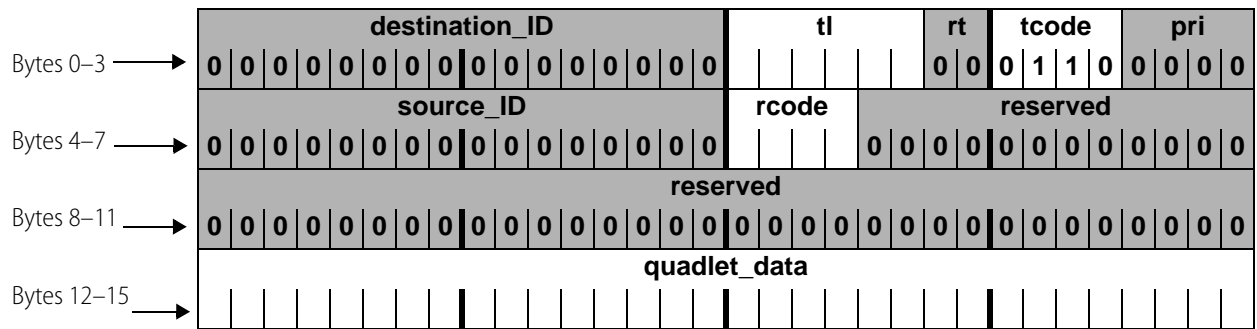 destination_ID tl rt tcode pri
Bytes 0–3 0 0 0 0 0 0 0 0 0 0 0 0 0 0 0 0 0 0 0 1 1 0 0 0 0 0
source_ID rcode reserved
Bytes 4–7 0 0 0 0 0 0 0 0 0 0 0 0 0 0 0 0 0 0 0 0 0 0 0 0 0 0 0 0
reserved
Bytes 8–11 0 0 0 0 0 0 0 0 0 0 0 0 0 0 0 0 0 0 0 0 0 0 0 0 0 0 0 0 0 0 0 0
quadlet_data
Bytes 12–15